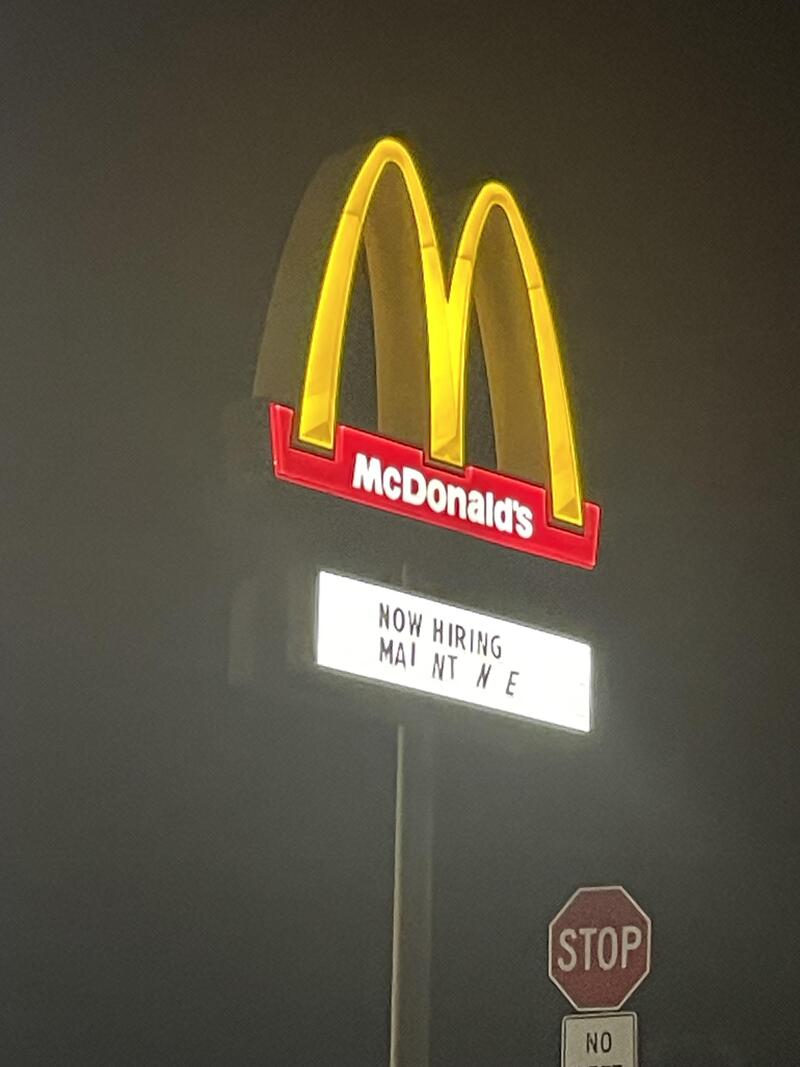 McDonald's
NOW HIRING
MAI NT N E
STOP
NO